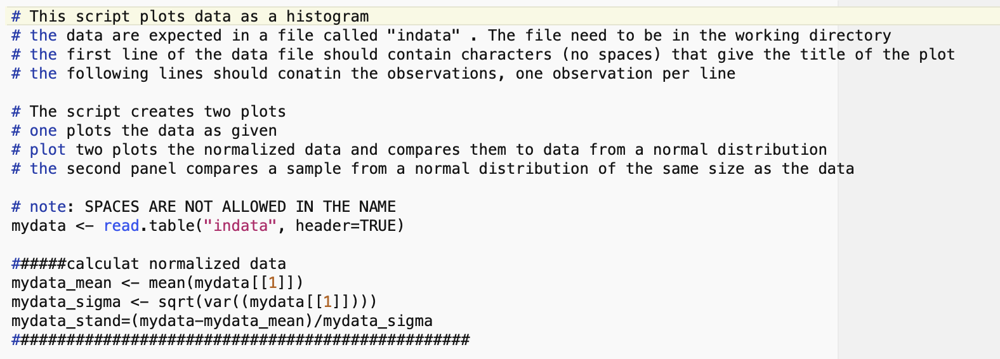 # This script plots data as a histogram
# the data are expected in a file called "indata" . The file need to be in the working directory
# the first line of the data file should contain characters (no spaces) that give the title of the plot
# the following lines should conatin the observations, one observation per line
# The script creates two plots
# one plots the data as given
# plot two plots the normalized data and compares them to data from a normal distribution
# the second panel compares a sample from a normal distribution of the same size as the data
# note: SPACES ARE NOT ALLOWED IN THE NAME
mydata <- read.table("indata", header=TRUE)
######calculat normalized data
mydata_mean <- mean(mydata[[1]])
mydata_sigma <- sqrt(var((mydata[[1]])))
mydata_stand=(mydata-mydata_mean)/mydata_sigma
##################################################